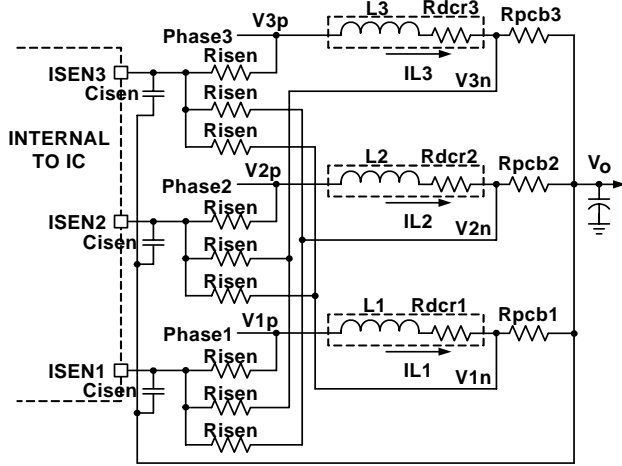 V3p
L3
Rdcr3
Rpcb3
Phase3
Risen
ISEN3
Cisen
IL3
V3n
Risen
Risen
INTERNAL
TO IC
V2p
L2
Rdcr2
Rpcb2
Vo
Phase2
Risen
ISEN2
Cisen
IL2
V2n
Risen
Risen
V1p
L1
Rdcr1
Rpcb1
Phase1
Risen
ISEN1
Cisen
IL1
V1n
Risen
Risen